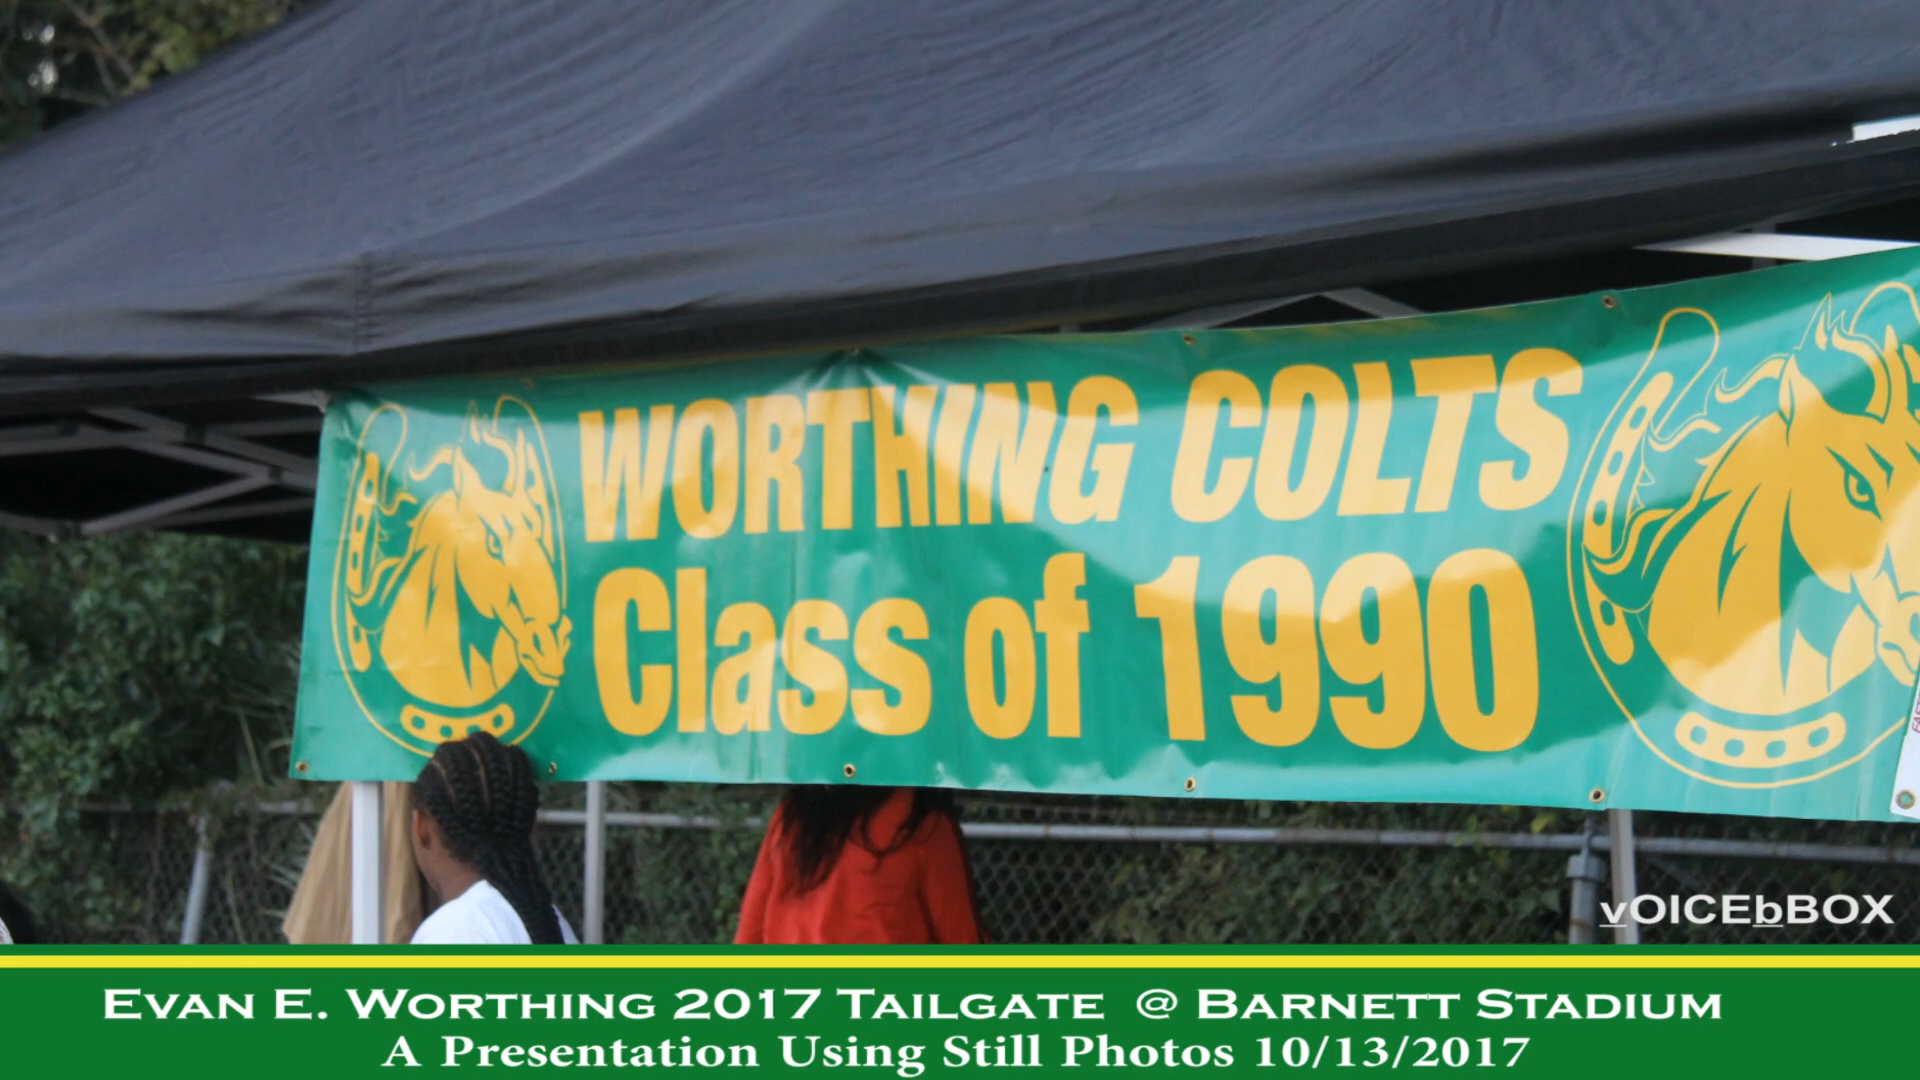 WORTHING COLTS
Class of 1990
vOICEbBOX
EVAN E. WORTHING 2017 TAILGATE @ BARNETT STADIUM
A Presentation Using Still Photos 10/13/2017